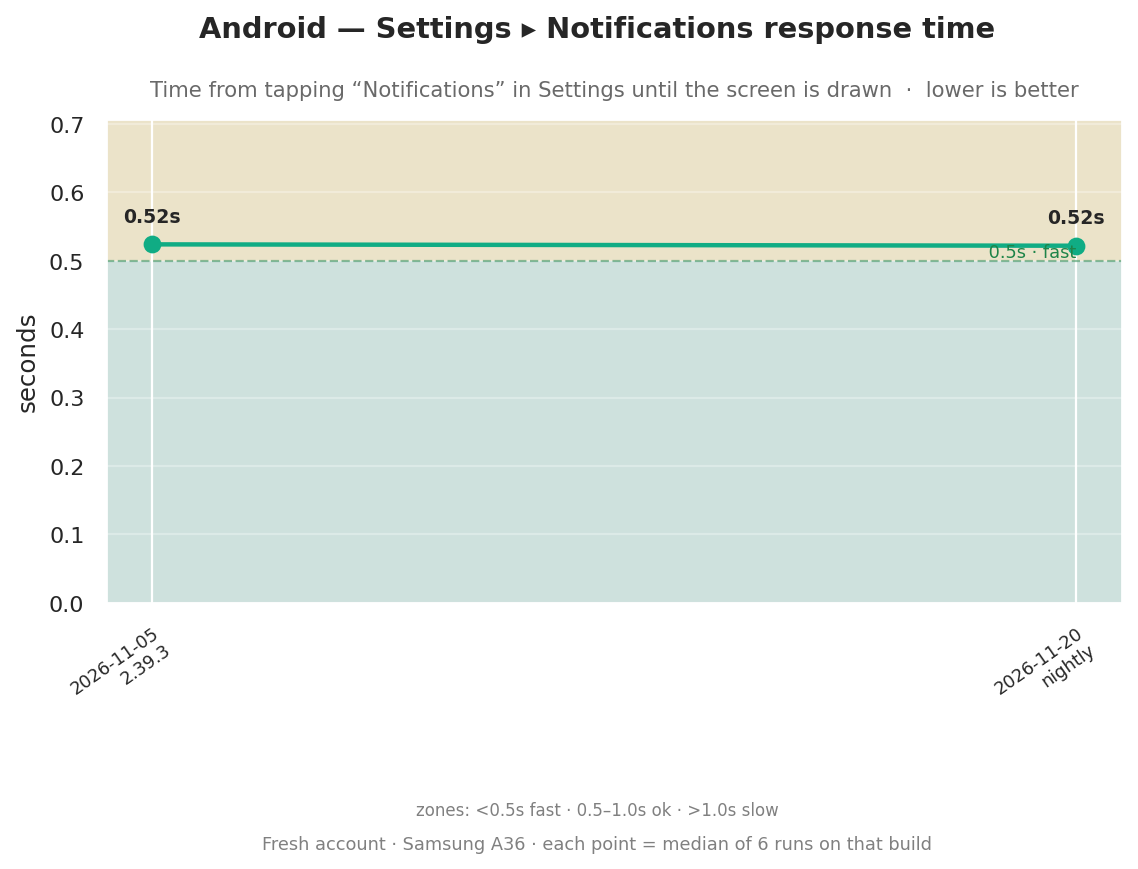 Android — Settings ▸ Notifications response time
Time from tapping “Notifications” in Settings until the screen is drawn · lower is better
0.7
0.6
0.5
0.4
0.3
0.2
0.1
0.0
seconds
0.52s
0.52s
0.5s · fast
2026-11-05
2.39.3
2026-11-20
nightly
zones: <0.5s fast · 0.5–1.0s ok · >1.0s slow
Fresh account · Samsung A36 · each point = median of 6 runs on that build